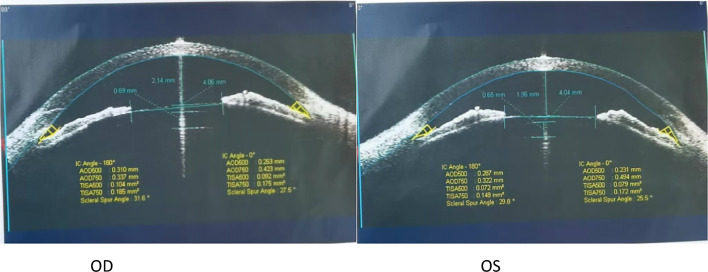 90°
0°
2.14 mm
0.69 mm
4.06 mm
IC Angle - 180°
AOD500 : 0.310 mm
AOD750 : 0.337 mm
TISA500 : 0.104 mm²
TISA750 : 0.185 mm²
Scleral Spur Angle : 31.6 °
IC Angle - 0°
AOD500 : 0.263 mm
AOD750 : 0.423 mm
TISA500 : 0.092 mm²
TISA750 : 0.175 mm²
Scleral Spur Angle : 27.5 °
0.65 mm
1.96 mm
4.04 mm
IC Angle - 180°
AOD500 : 0.287 mm
AOD750 : 0.322 mm
TISA500 : 0.072 mm²
TISA750 : 0.149 mm²
Scleral Spur Angle : 29.8 °
IC Angle - 0°
AOD500 : 0.231 mm
AOD750 : 0.494 mm
TISA500 : 0.079 mm²
TISA750 : 0.172 mm²
Scleral Spur Angle : 25.5 °
OD
OS